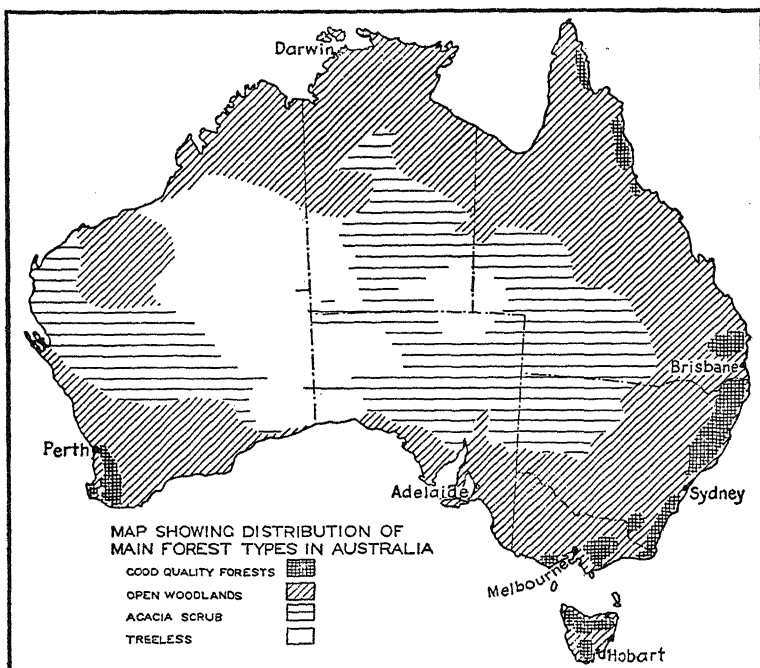 Darwin
Brisbane
Perth
Adelaide
Sydney
MAP SHOWING DISTRIBUTION OF
MAIN FOREST TYPES IN AUSTRALIA
GOOD QUALITY FORESTS
OPEN WOODLANDS
ACACIA SCRUB
TREELESS
Melbourne
Hobart